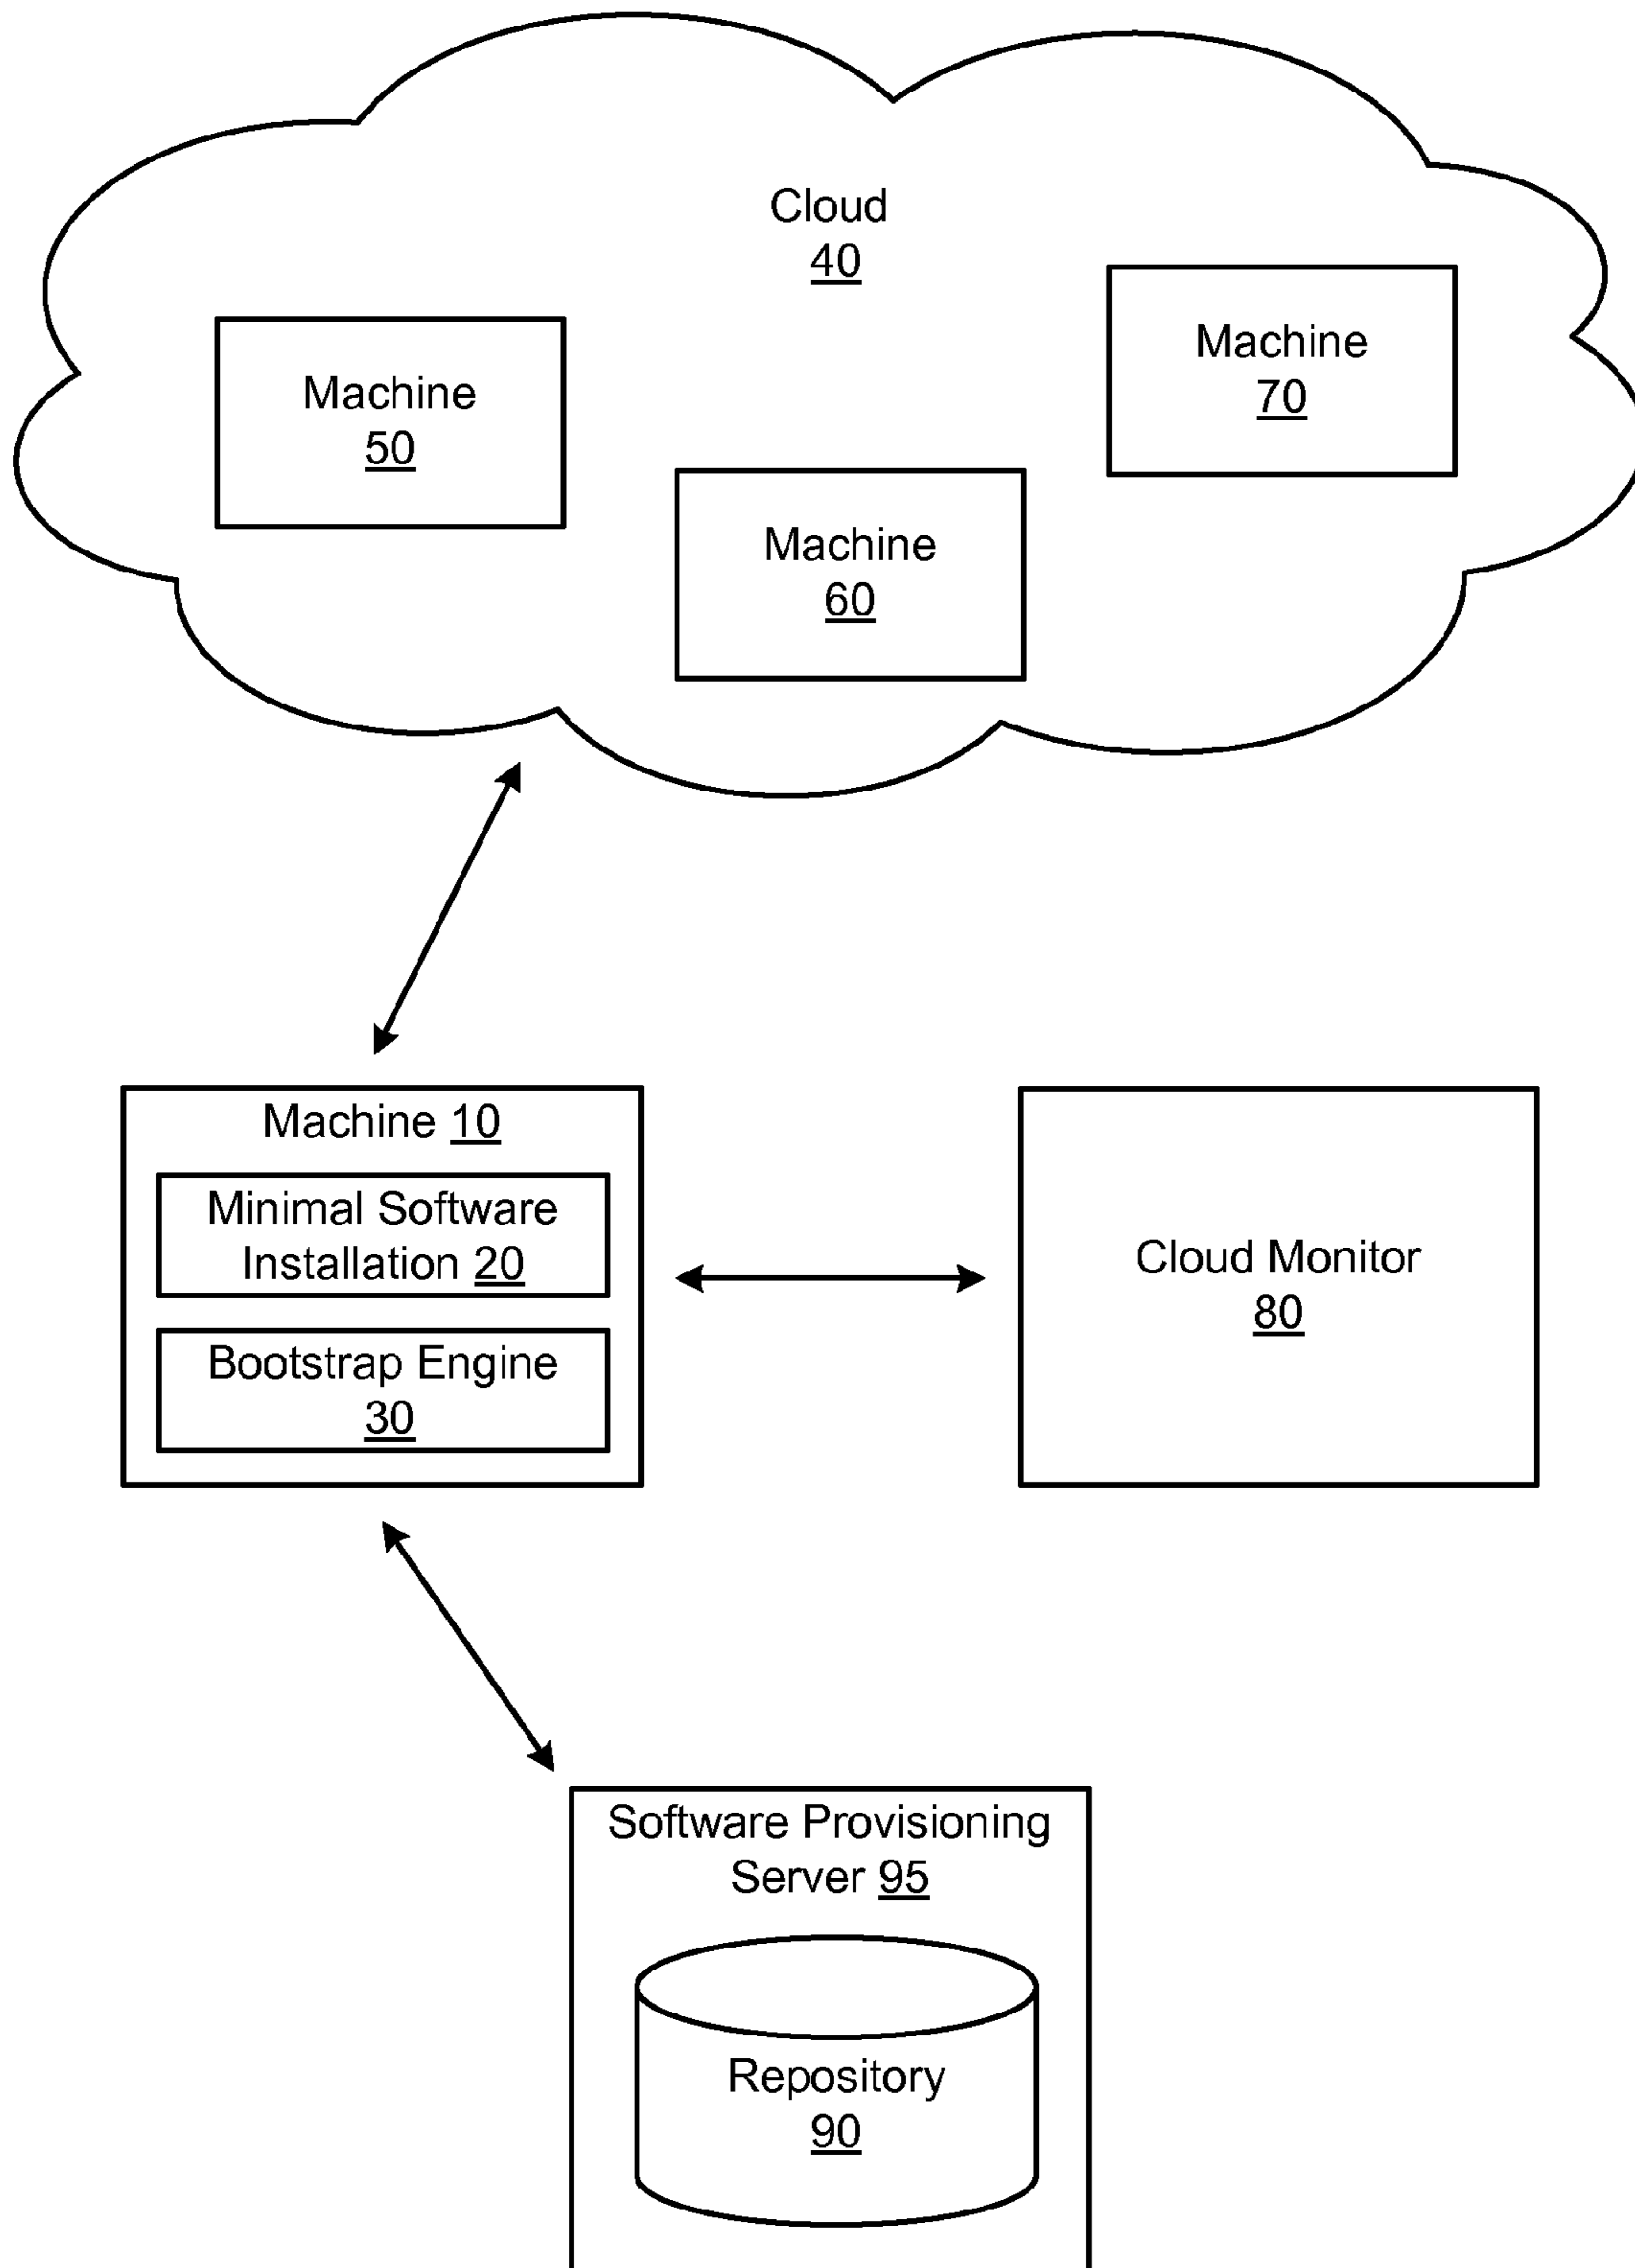 Cloud
40
Machine
50
Machine
70
Machine
60
Machine 10
Minimal Software
Installation 20
Bootstrap Engine
30
Cloud Monitor
80
Software Provisioning
Server 95
Repository
90